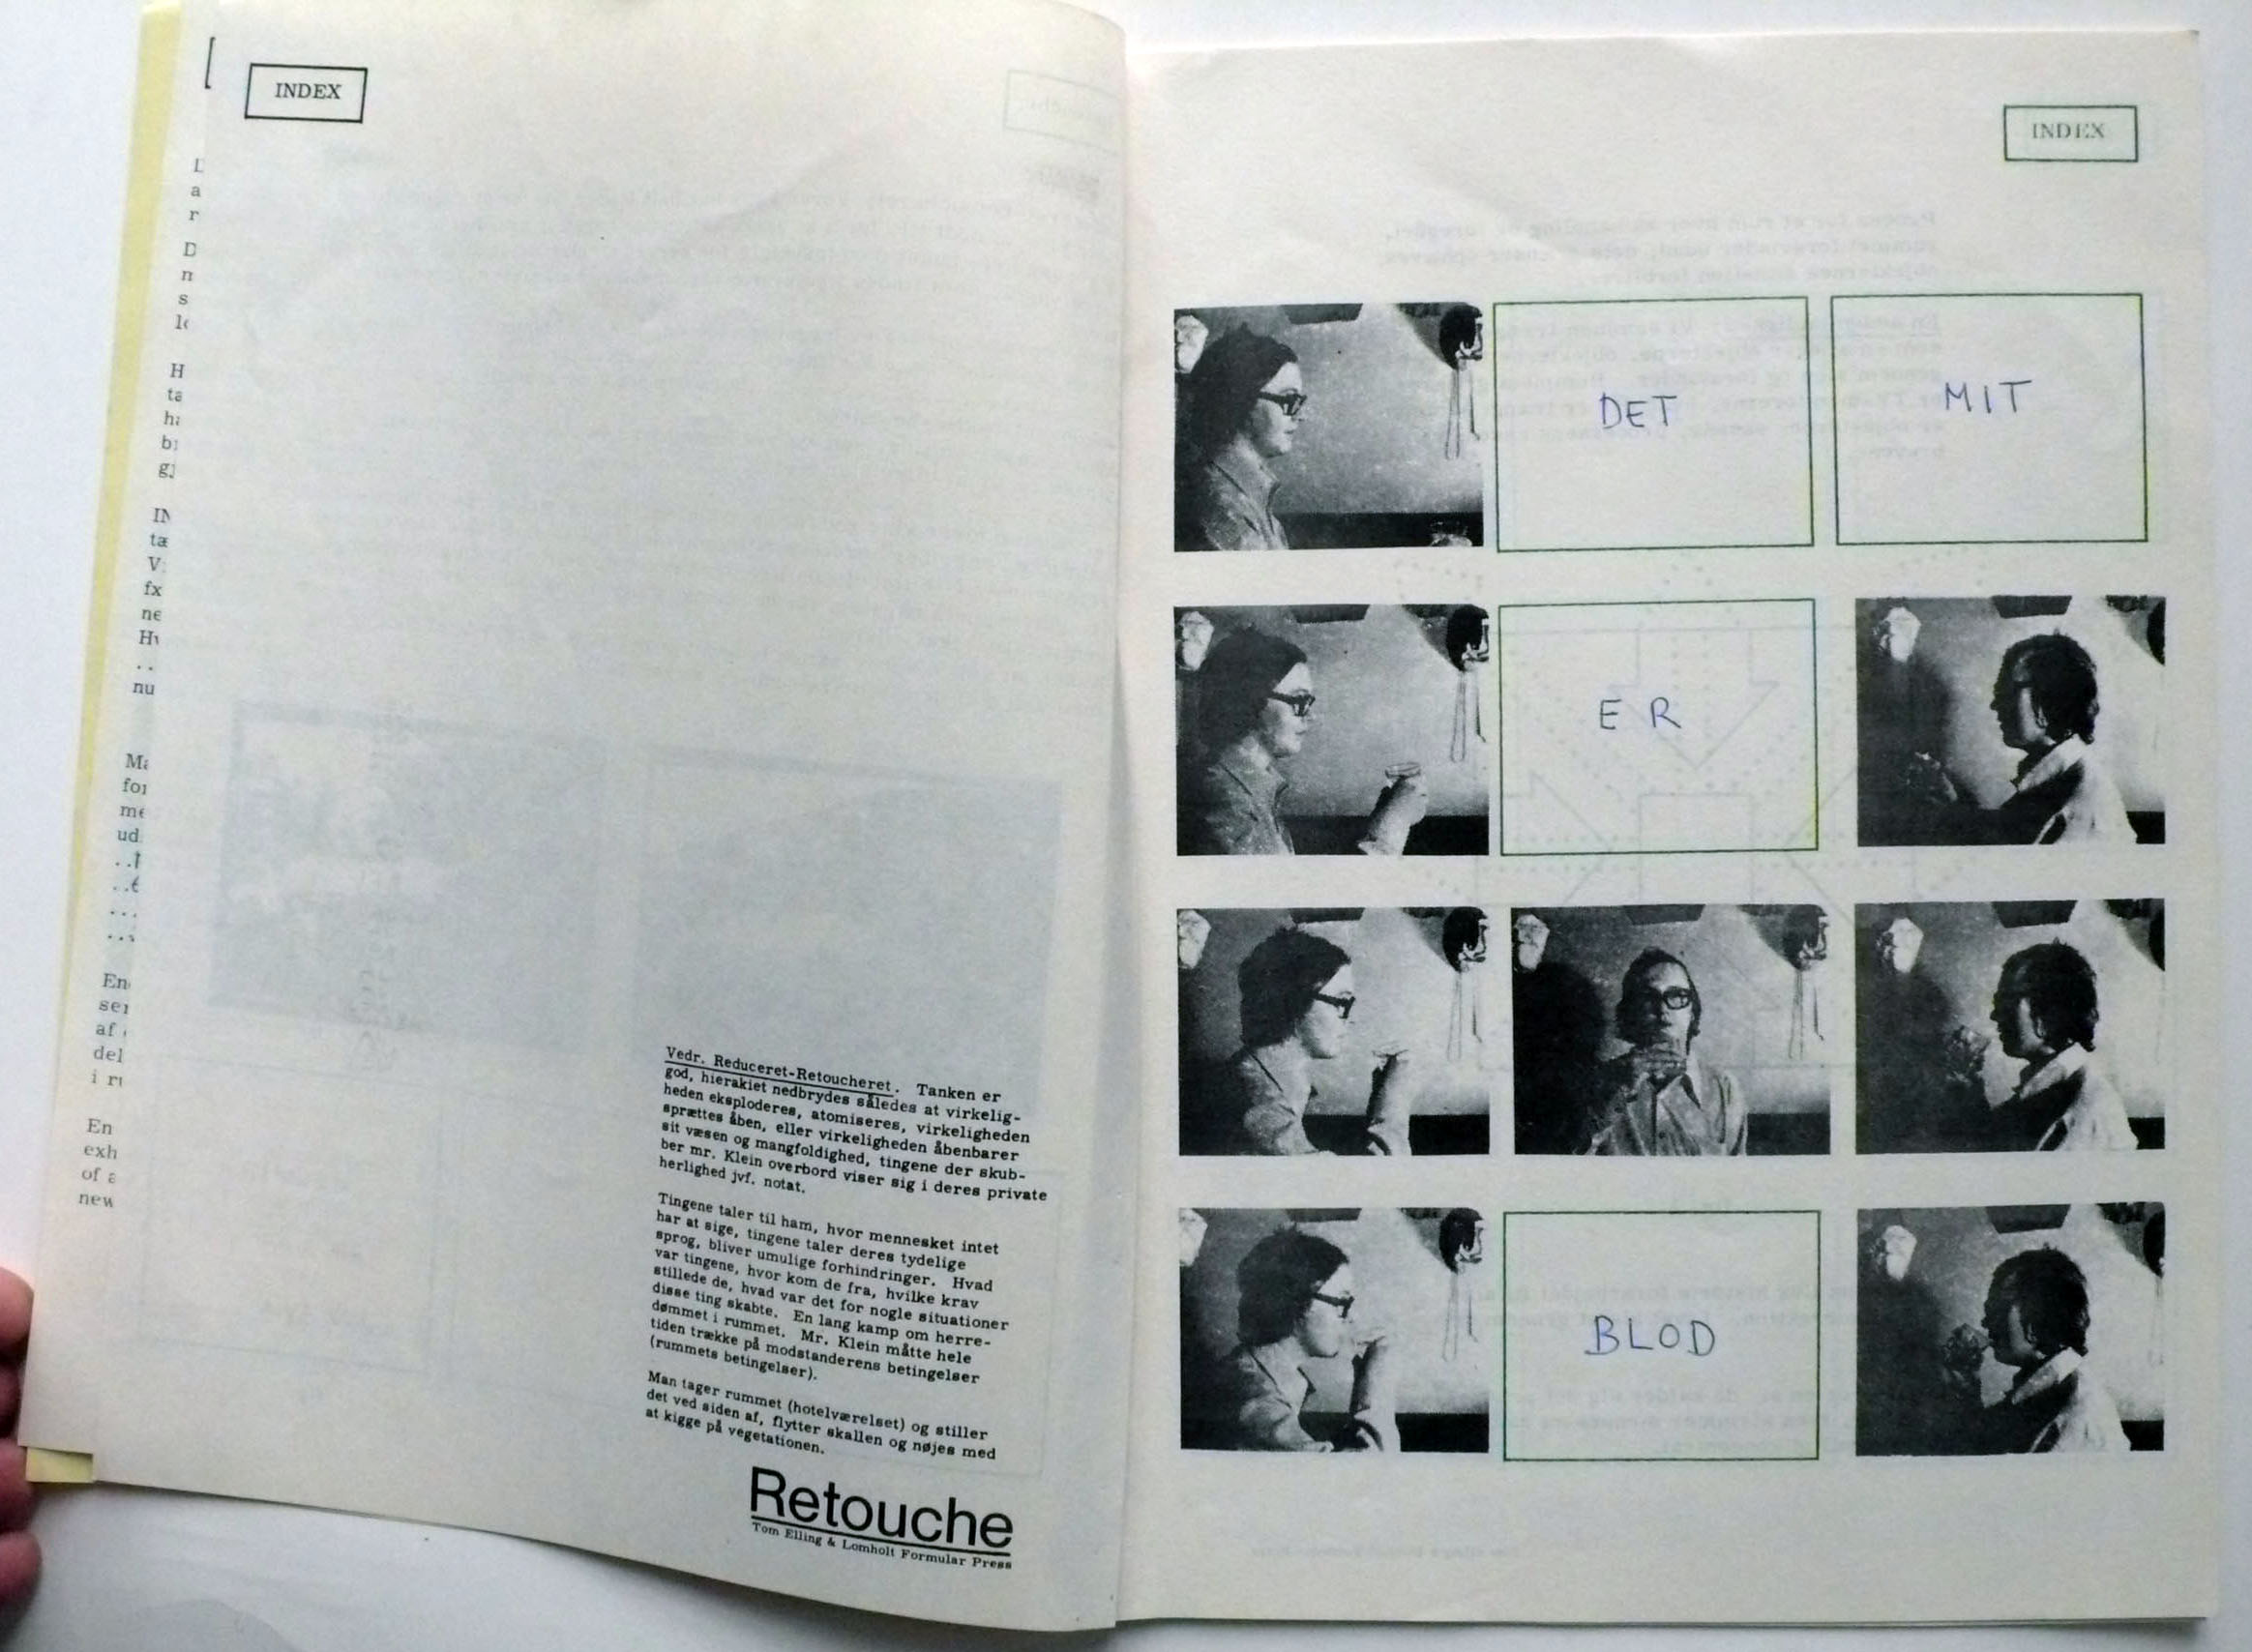 INDEX
Vedr. Reduceret-Retoucheret. Tanken er
god, hierakiet nedbrydes således at virkelig-
heden eksploderes, atomiseres, virkeligheden
sprættes åben, eller virkeligheden åbenbarer
sit væsen og mangfoldighed, tingene der skub-
ber mr. Klein overbord viser sig i deres private
herlighed jvf. notat.
Tingene taler til ham, hvor mennesket intet
har at sige, tingene taler deres tydelige
sprog, bliver umulige forhindringer. Hvad
var tingene, hvor kom de fra, hvilke krav
stillede de, hvad var det for nogle situationer
disse ting skabte. En lang kamp om herre-
dømmet i rummet. Mr. Klein måtte hele
tiden trække på modstanderens betingelser
(rummets betingelser).
Man tager rummet (hotelværelset) og stiller
det ved siden af, flytter skallen og nøjes med
at kigge på vegetationen.
Retouche
Tom Elling & Lomholt Formular Press
INDEX
DET
MIT
ER
BLOD